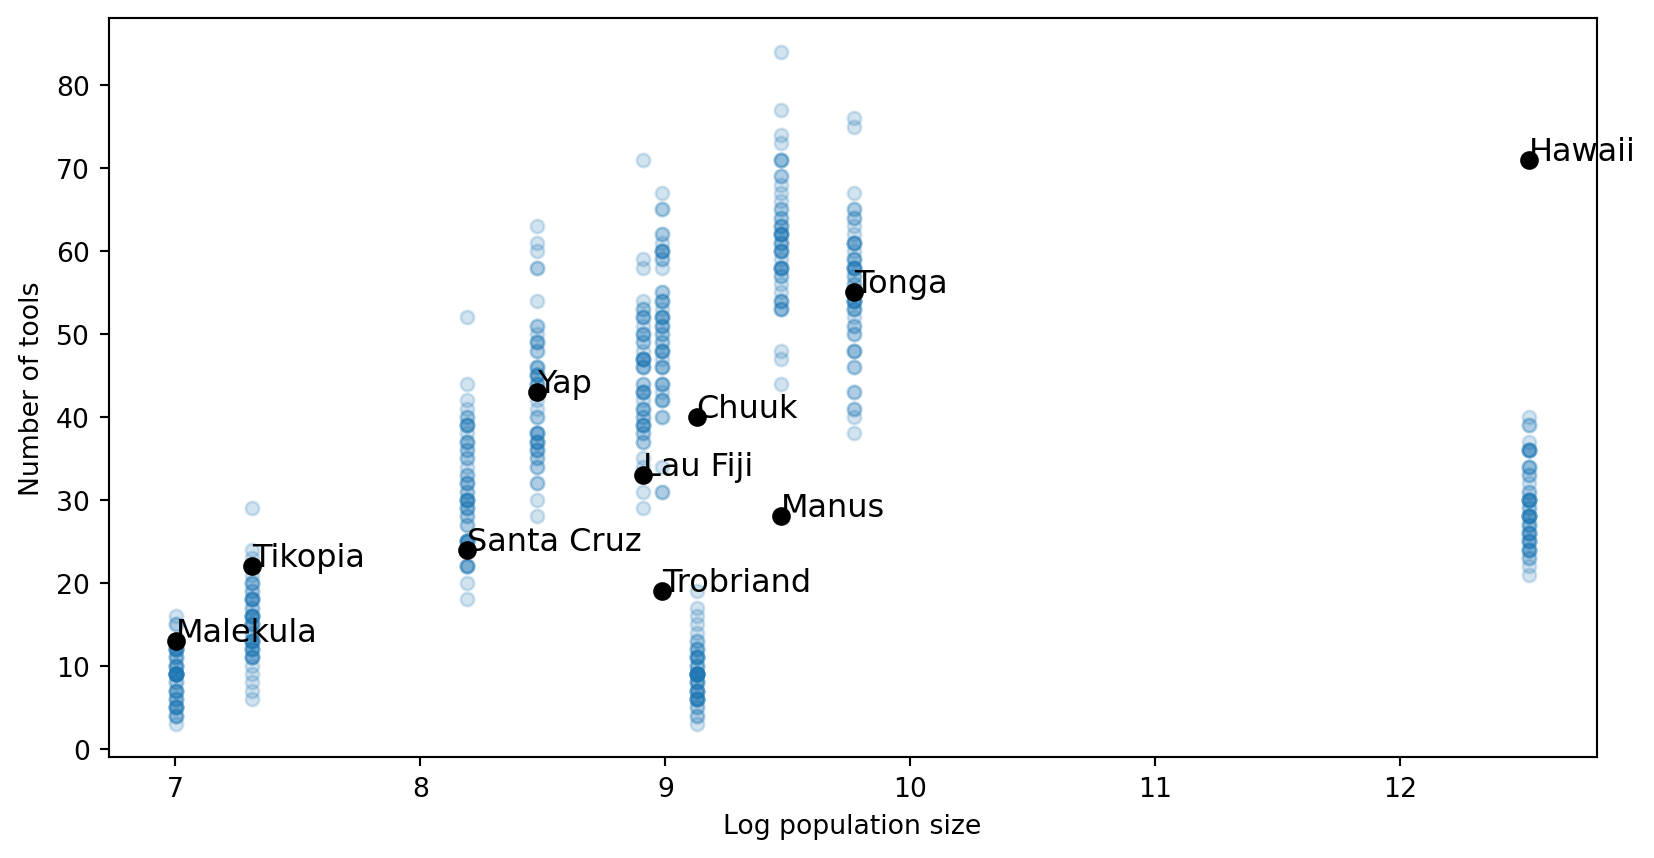 80
70
60
50
40
30
20
10
0
Number of tools
Hawaii
Tonga
Yap
Chuuk
Lau Fiji
Manus
Santa Cruz
Tikopia
Trobriand
Malekula
7 8 9 10 11 12
Log population size